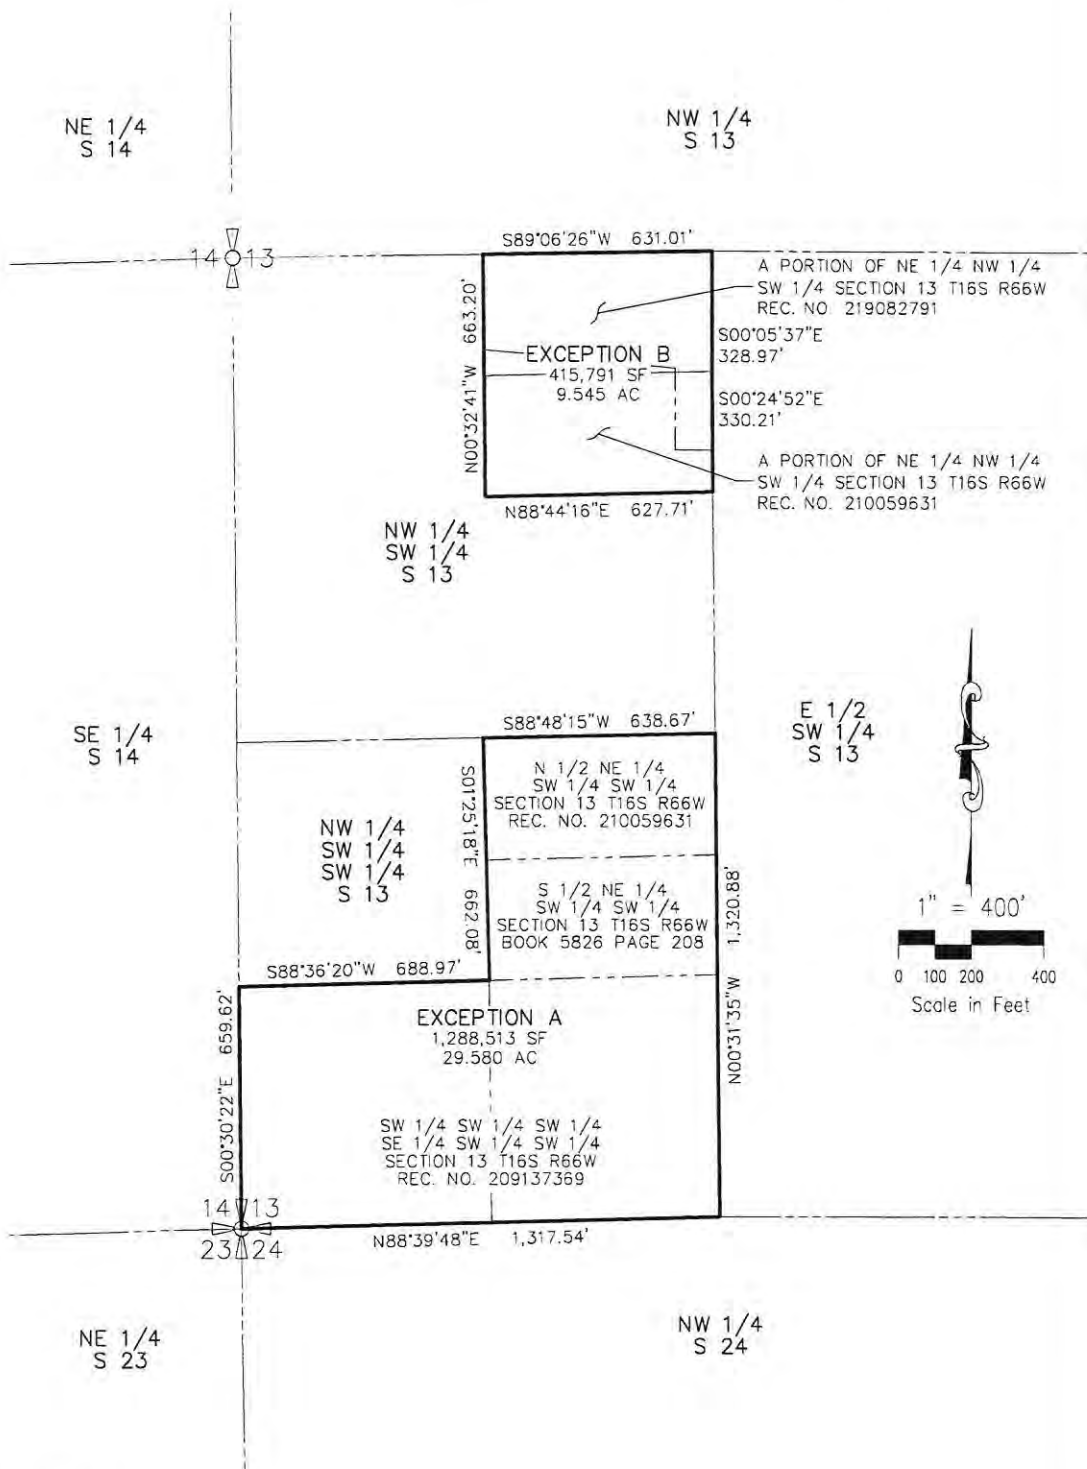 NE 1/4
S 14
NW 1/4
S 13
14 13
S89°06'26"W 631.01'
N00°32'41"W 663.20'
EXCEPTION B
415,791 SF
9.545 AC
A PORTION OF NE 1/4 NW 1/4
SW 1/4 SECTION 13 T16S R66W
REC. NO. 219082791
S00°05'37"E
328.97'
S00°24'52"E
330.21'
A PORTION OF NE 1/4 NW 1/4
SW 1/4 SECTION 13 T16S R66W
REC. NO. 210059631
N88°44'16"E 627.71'
NW 1/4
SW 1/4
S 13
SE 1/4
S 14
E 1/2
SW 1/4
S 13
S88°48'15"W 638.67'
S01°25'18"E 662.08'
N 1/2 NE 1/4
SW 1/4 SW 1/4
SECTION 13 T16S R66W
REC. NO. 210059631
NW 1/4
SW 1/4
SW 1/4
S 13
S 1/2 NE 1/4
SW 1/4 SW 1/4
SECTION 13 T16S R66W
BOOK 5826 PAGE 208
N00°31'35"W 1,320.88'
1" = 400'
0 100 200 400
Scale in Feet
S88°36'20"W 688.97'
S00°30'22"E 659.62'
EXCEPTION A
1,288,513 SF
29.580 AC
SW 1/4 SW 1/4 SW 1/4
SE 1/4 SW 1/4 SW 1/4
SECTION 13 T16S R66W
REC. NO. 209137369
14 13
23 24
N88°39'48"E 1,317.54'
NE 1/4
S 23
NW 1/4
S 24